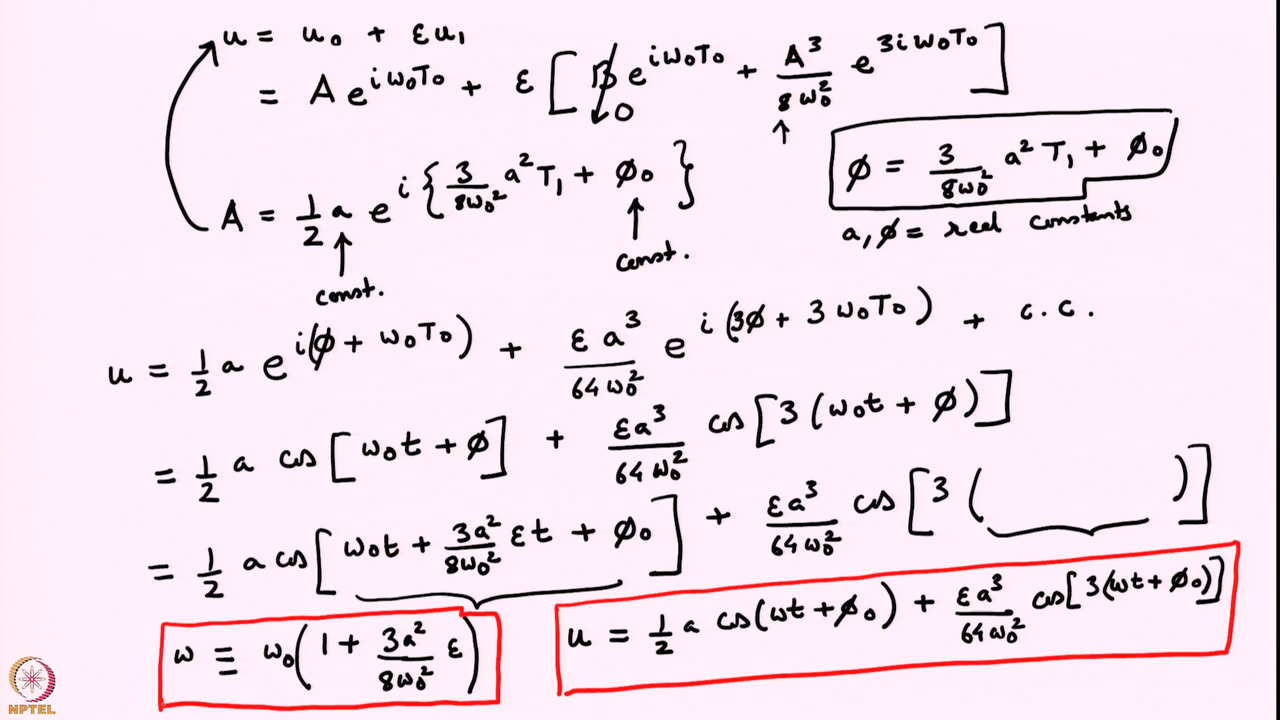 u = u₀ + εu₁
= A e^{iω₀T₀} + ε [ B e^{iω₀T₀} + A³/8ω₀² e^{3iω₀T₀} ]
0
A = 1/2 a e^{i{3/8ω₀² a²T₁ + ϕ₀}}
const.
const.
ϕ = 3/8ω₀² a² T₁ + ϕ₀
a, ϕ = real constants
u = 1/2 a e^{i(ϕ + ω₀T₀)} + εa³/64ω₀² e^{i(3ϕ + 3ω₀T₀)} + c.c.
= 1/2 a cos[ω₀t + ϕ] + εa³/64ω₀² cos[3(ω₀t + ϕ)]
= 1/2 a cos[ω₀t + 3a²/8ω₀² εt + ϕ₀] + εa³/64ω₀² cos[3( )]
ω ≡ ω₀(1 + 3a²/8ω₀² ε)
u = 1/2 a cos(ωt + ϕ₀) + εa³/64ω₀² cos[3(ωt + ϕ₀)]
NPTEL